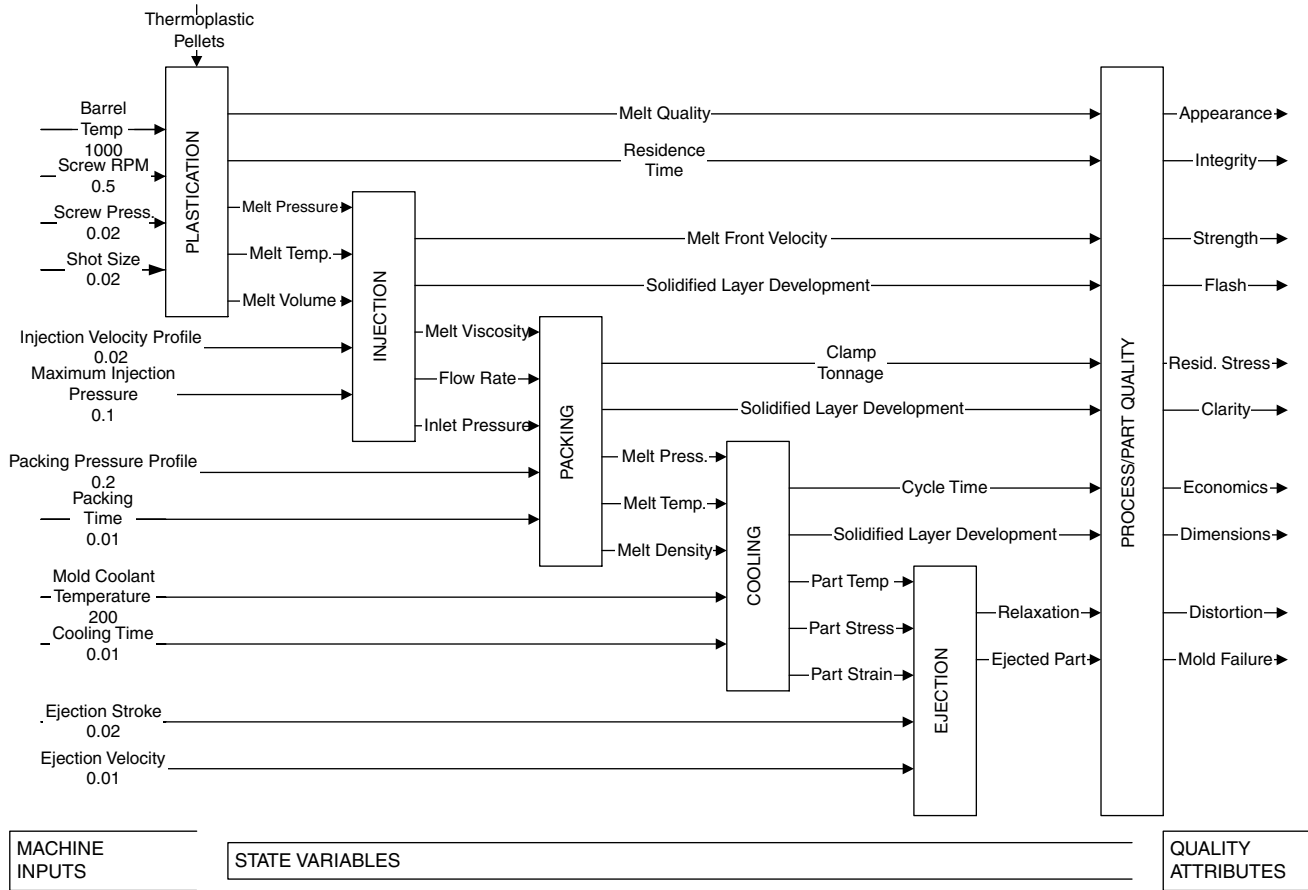 Thermoplastic
Pellets
Barrel
Temp
1000
Screw RPM
0.5
Screw Press.
0.02
Shot Size
0.02
PLASTICATION
Melt Quality
Residence
Time
Melt Pressure
Melt Temp.
Melt Volume
Injection Velocity Profile
0.02
Maximum Injection
Pressure
0.1
INJECTION
Melt Front Velocity
Solidified Layer Development
Melt Viscosity
Flow Rate
Inlet Pressure
Packing Pressure Profile
0.2
Packing
Time
0.01
PACKING
Clamp
Tonnage
Solidified Layer Development
Melt Press.
Melt Temp.
Melt Density
Mold Coolant
Temperature
200
Cooling Time
0.01
COOLING
Cycle Time
Solidified Layer Development
Part Temp
Part Stress
Part Strain
Ejection Stroke
0.02
Ejection Velocity
0.01
EJECTION
Relaxation
Ejected Part
PROCESS/PART QUALITY
Appearance
Integrity
Strength
Flash
Resid. Stress
Clarity
Economics
Dimensions
Distortion
Mold Failure
MACHINE
INPUTS
STATE VARIABLES
QUALITY
ATTRIBUTES